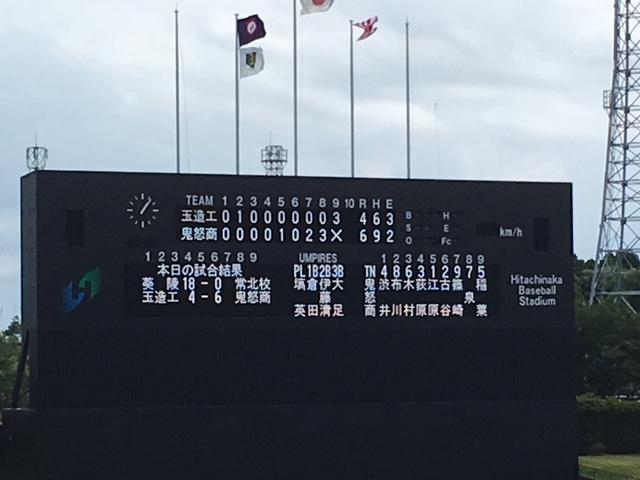 TEAM 1 2 3 4 5 6 7 8 9 10 R H E
玉造工 0 1 0 0 0 0 0 0 3 4 6 3
鬼怒商 0 0 0 0 1 0 2 3 X 6 9 2
B H
S E
O Fc
km/h
1 2 3 4 5 6 7 8 9
本日の試合結果
葵 陵 18-0 常北校
玉造工 4-6 鬼怒商
UMPIRES
PL 1B 2B 3B
塙 倉 伊 大
藤
英 田 清 足
1 2 3 4 5 6 7 8 9
TN 4 8 6 3 1 2 9 7 5
鬼 渋 布 木 荻 江 古 篠 稲
怒 泉
商 井 川 村 原 原 谷 崎 葉
Hitachinaka
Baseball
Stadium